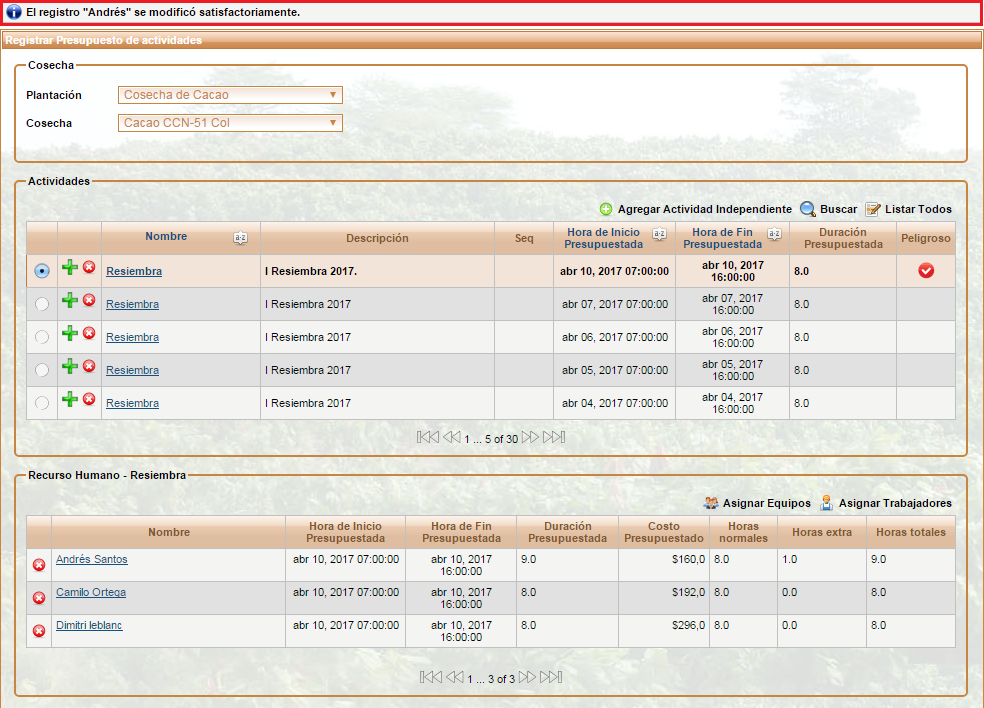 El registro "Andrés" se modificó satisfactoriamente.
Registrar Presupuesto de actividades
Cosecha
Plantación Cosecha de Cacao
Cosecha Cacao CCN-51 Col
Actividades
Agregar Actividad Independiente Buscar Listar Todos
Nombre a-z Descripción Seq Hora de Inicio Presupuestada a-z Hora de Fin Presupuestada a-z Duración Presupuestada Peligroso
Resiembra I Resiembra 2017. abr 10, 2017 07:00:00 abr 10, 2017 16:00:00 8.0
Resiembra I Resiembra 2017 abr 07, 2017 07:00:00 abr 07, 2017 16:00:00 8.0
Resiembra I Resiembra 2017 abr 06, 2017 07:00:00 abr 06, 2017 16:00:00 8.0
Resiembra I Resiembra 2017 abr 05, 2017 07:00:00 abr 05, 2017 16:00:00 8.0
Resiembra I Resiembra 2017 abr 04, 2017 07:00:00 abr 04, 2017 16:00:00 8.0
1 ... 5 of 30
Recurso Humano - Resiembra
Asignar Equipos Asignar Trabajadores
Nombre Hora de Inicio Presupuestada Hora de Fin Presupuestada Duración Presupuestada Costo Presupuestado Horas normales Horas extra Horas totales
Andrés Santos abr 10, 2017 07:00:00 abr 10, 2017 16:00:00 9.0 $160,0 8.0 1.0 9.0
Camilo Ortega abr 10, 2017 07:00:00 abr 10, 2017 16:00:00 8.0 $192,0 8.0 0.0 8.0
Dimitri leblanc abr 10, 2017 07:00:00 abr 10, 2017 16:00:00 8.0 $296,0 8.0 0.0 8.0
1 ... 3 of 3